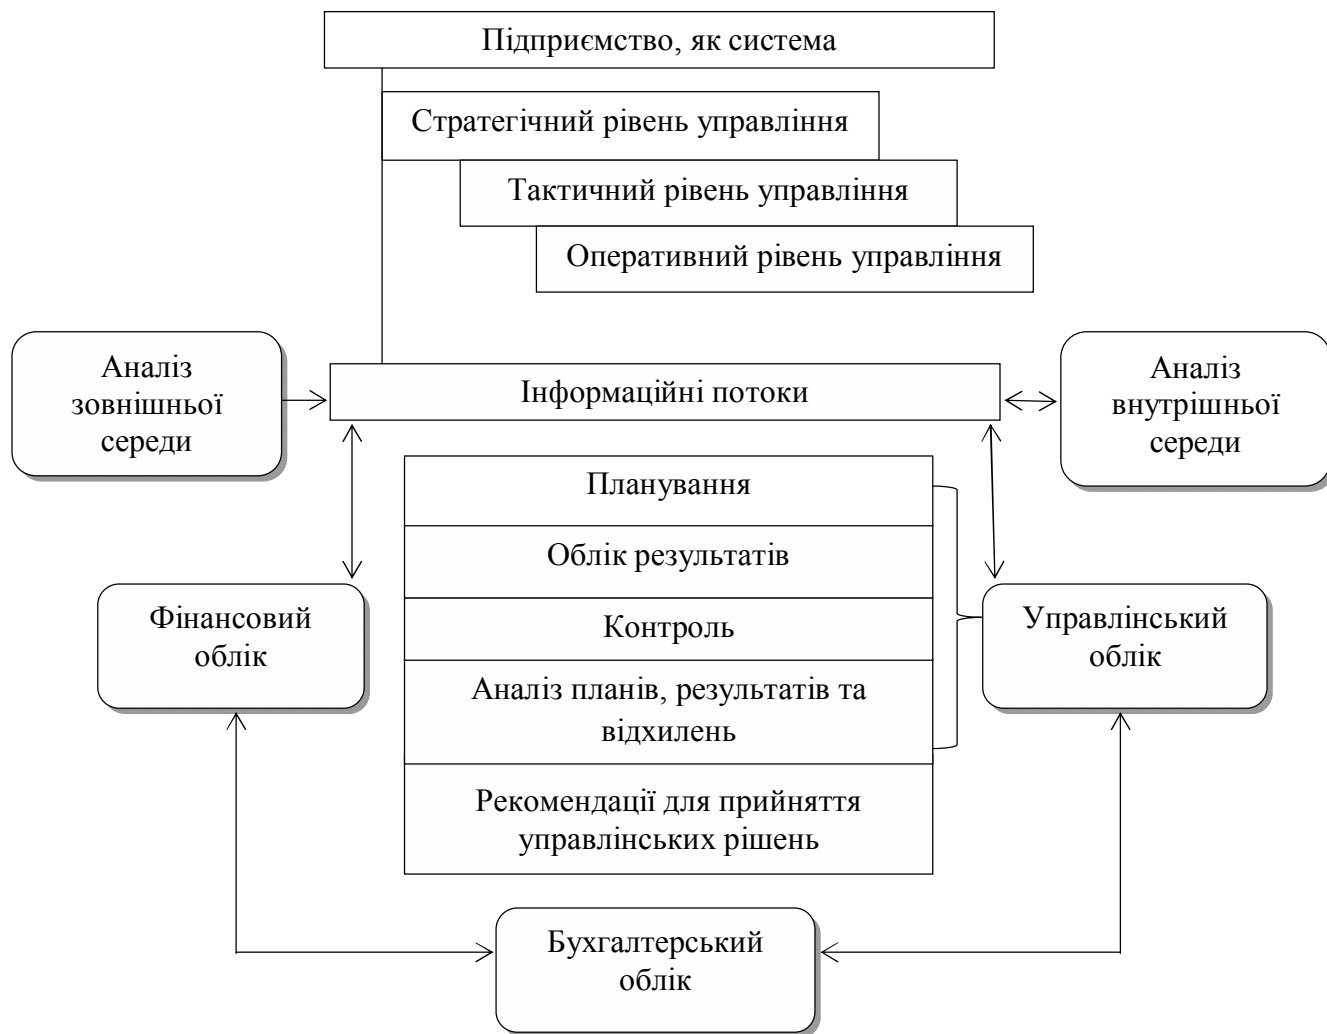 Підприємство, як система
Стратегічний рівень управління
Тактичний рівень управління
Оперативний рівень управління
Аналіз
зовнішньої
середи
Інформаційні потоки
Аналіз
внутрішньої
середи
Планування
Облік результатів
Контроль
Аналіз планів, результатів та
відхилень
Рекомендації для прийняття
управлінських рішень
Фінансовий
облік
Управлінський
облік
Бухгалтерський
облік